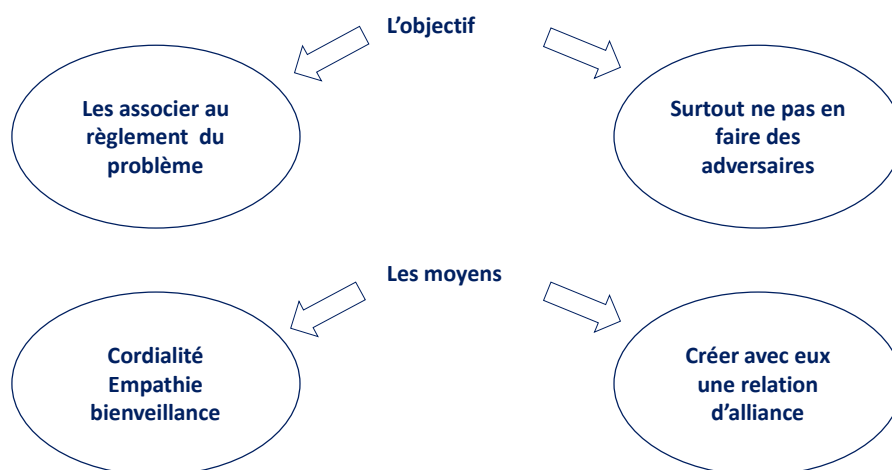 L'objectif
Les associer au
règlement du
problème
Surtout ne pas en
faire des
adversaires
Les moyens
Cordialité
Empathie
bienveillance
Créer avec eux
une relation
d'alliance